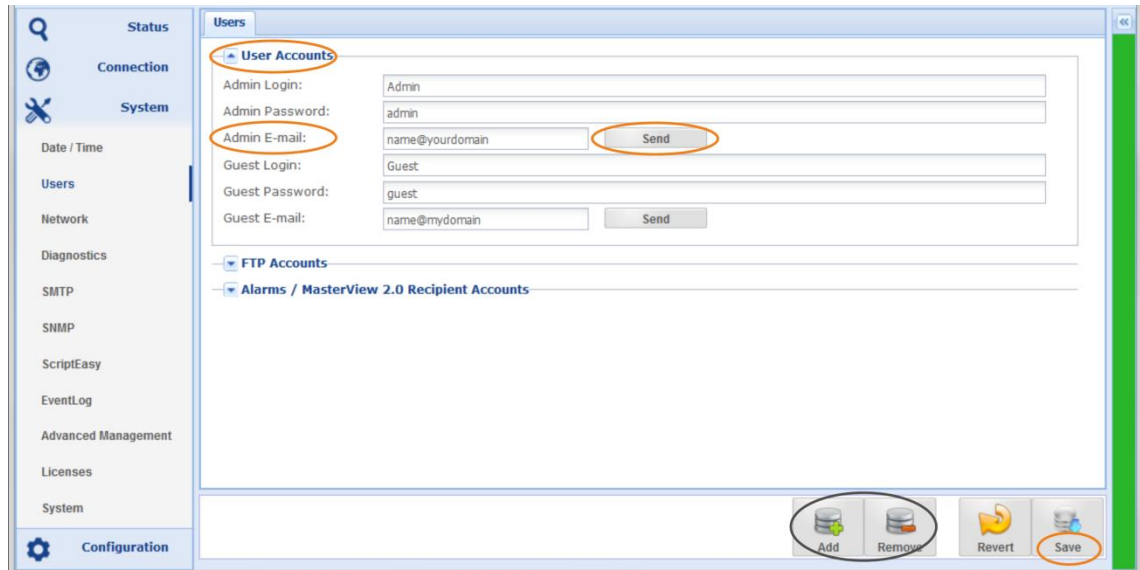 Status
Connection
System
Date / Time
Users
Network
Diagnostics
SMTP
SNMP
ScriptEasy
EventLog
Advanced Management
Licenses
System
Configuration
Users
User Accounts
Admin Login: Admin
Admin Password: admin
Admin E-mail: name@yourdomain Send
Guest Login: Guest
Guest Password: guest
Guest E-mail: name@mydomain Send
FTP Accounts
Alarms / MasterView 2.0 Recipient Accounts
Add Remove Revert Save